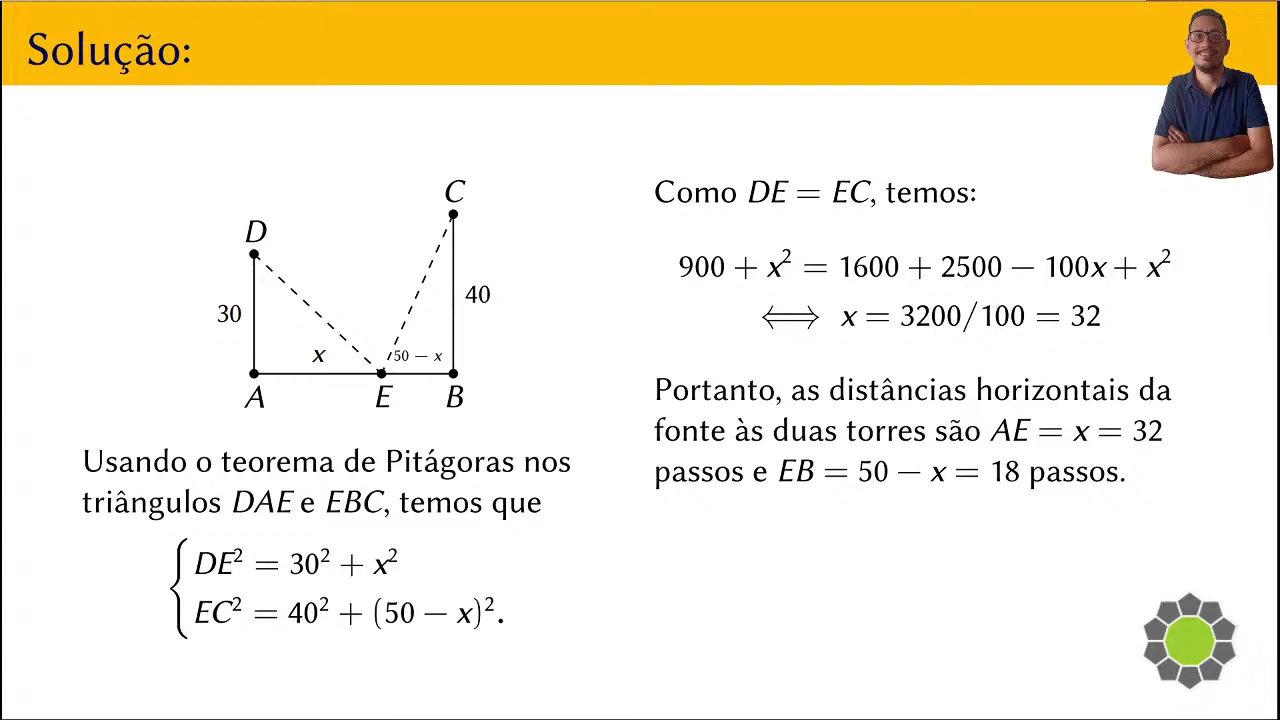 Solução:
C
D
30
40
x
50 − x
A
E
B
Usando o teorema de Pitágoras nos
triângulos DAE e EBC, temos que
DE² = 30² + x²
EC² = 40² + (50 − x)².
Como DE = EC, temos:
900 + x² = 1600 + 2500 − 100x + x²
⟺ x = 3200/100 = 32
Portanto, as distâncias horizontais da
fonte às duas torres são AE = x = 32
passos e EB = 50 − x = 18 passos.